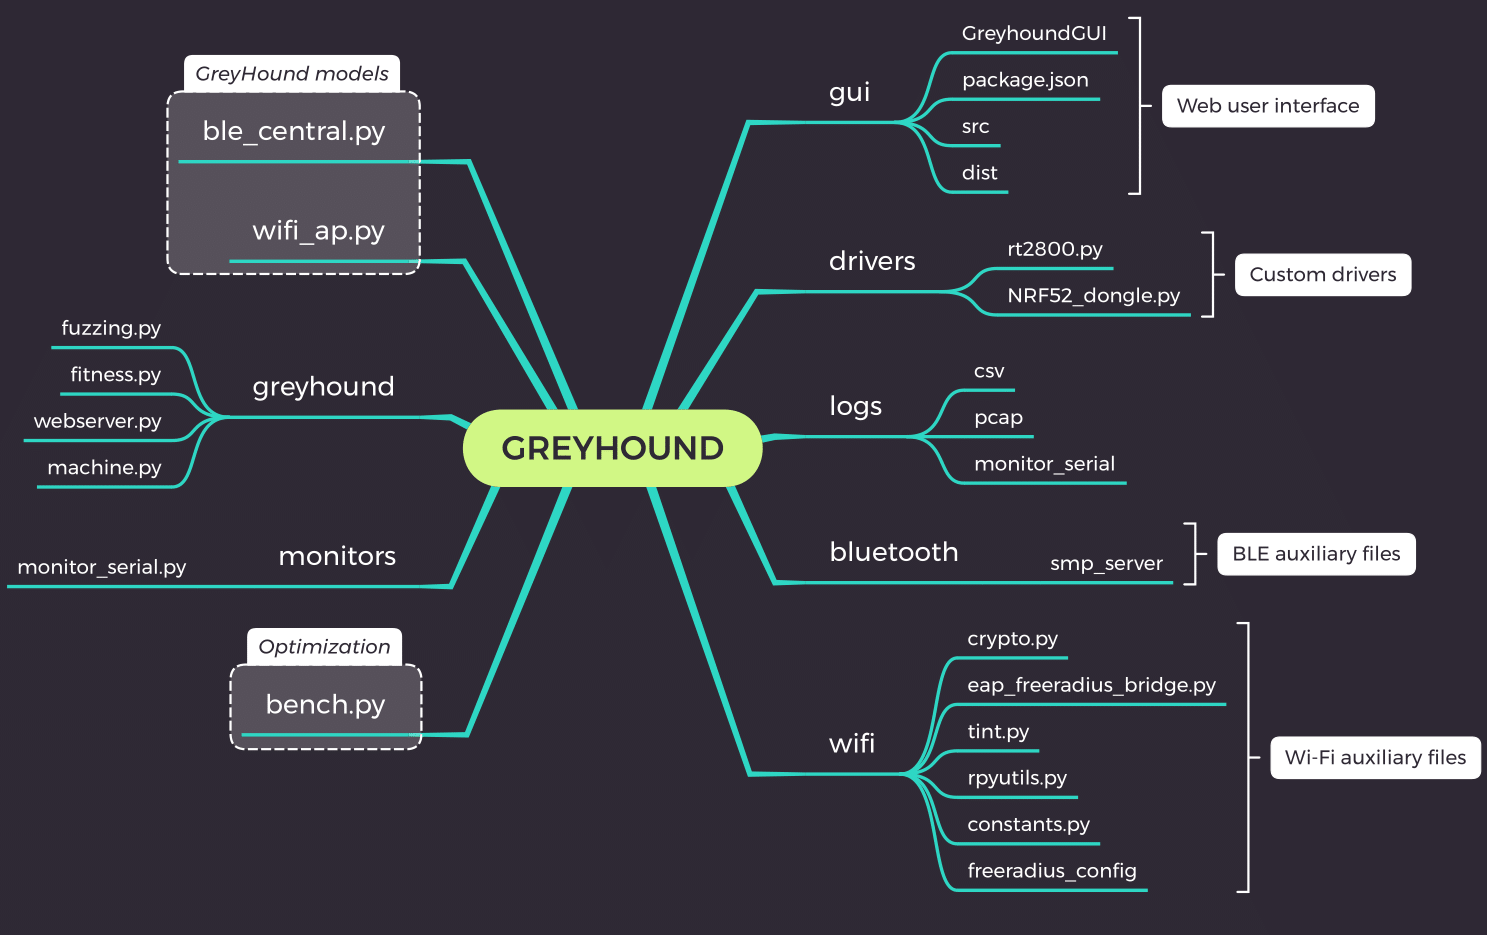 GreyHound models
ble_central.py
wifi_ap.py
fuzzing.py
fitness.py
webserver.py
machine.py
greyhound
monitor_serial.py
monitors
Optimization
bench.py
GREYHOUND
gui
GreyhoundGUI
package.json
src
dist
Web user interface
drivers
rt2800.py
NRF52_dongle.py
Custom drivers
logs
csv
pcap
monitor_serial
bluetooth
smp_server
BLE auxiliary files
wifi
crypto.py
eap_freeradius_bridge.py
tint.py
rpyutils.py
constants.py
freeradius_config
Wi-Fi auxiliary files